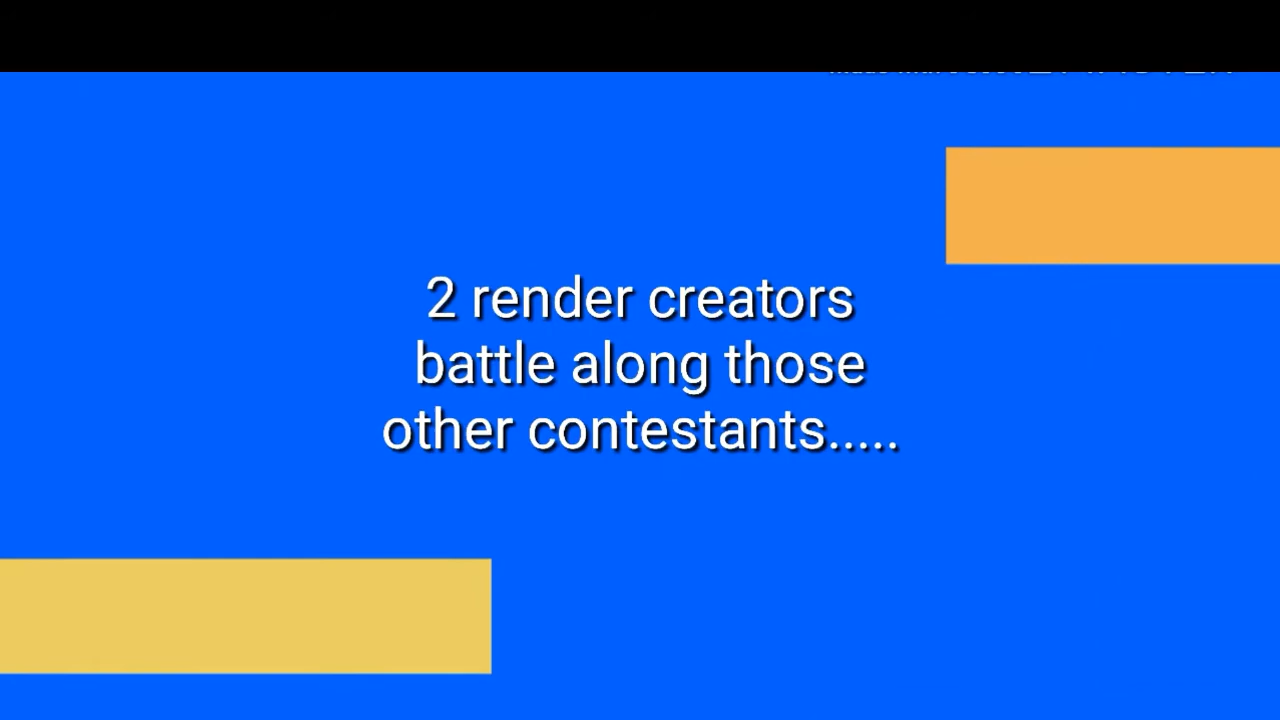 2 render creators
battle along those
other contestants.....